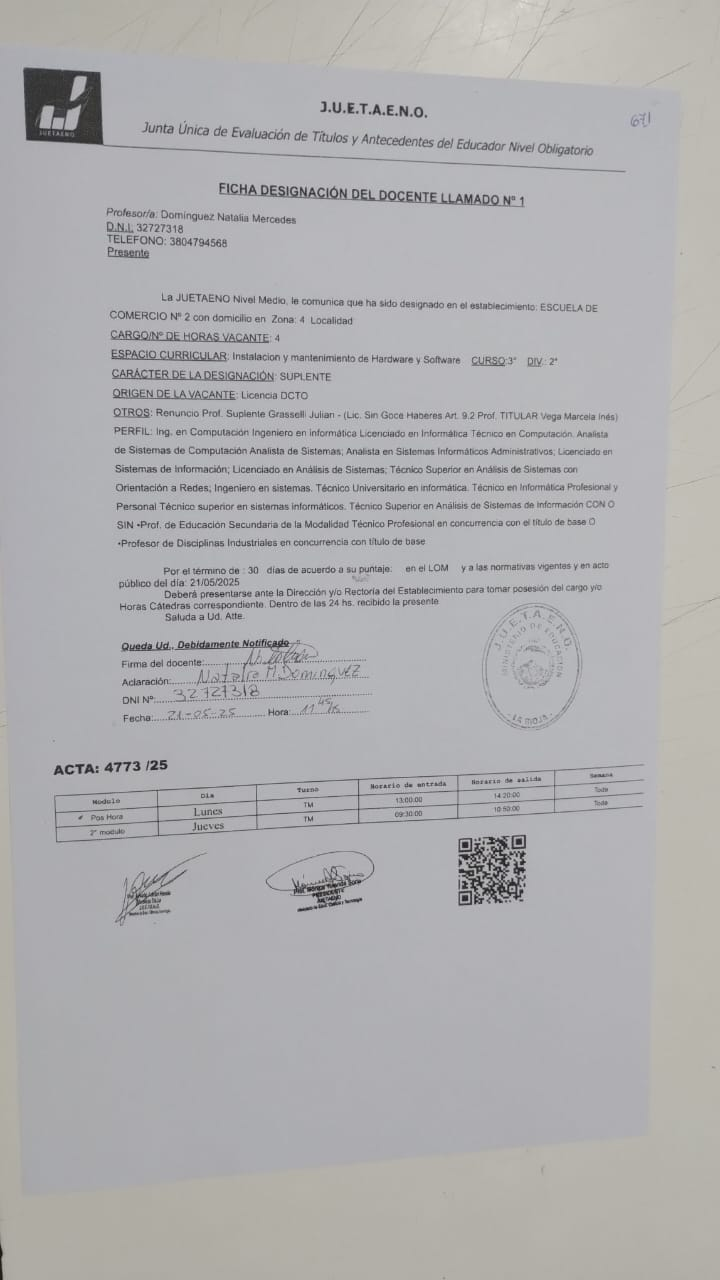 JUETAENO
J.U.E.T.A.E.N.O.
671
Junta Única de Evaluación de Títulos y Antecedentes del Educador Nivel Obligatorio
FICHA DESIGNACIÓN DEL DOCENTE LLAMADO Nº 1
Profesor/a: Domínguez Natalia Mercedes
D.N.I. 32727318
TELEFONO: 3804794568
Presente
La JUETAENO Nivel Medio, le comunica que ha sido designado en el establecimiento: ESCUELA DE
COMERCIO Nº 2 con domicilio en Zona: 4 Localidad
CARGO/Nº DE HORAS VACANTE: 4
ESPACIO CURRICULAR: Instalacion y mantenimiento de Hardware y Software CURSO:3° DIV.: 2°
CARÁCTER DE LA DESIGNACIÓN: SUPLENTE
ORIGEN DE LA VACANTE: Licencia DCTO
OTROS: Renuncio Prof. Suplente Grasselli Julian - (Lic. Sin Goce Haberes Art. 9.2 Prof. TITULAR Vega Marcela Inés)
PERFIL: Ing. en Computación Ingeniero en informática Licenciado en Informática Técnico en Computación. Analista
de Sistemas de Computación Analista de Sistemas; Analista en Sistemas Informáticos Administrativos; Licenciado en
Sistemas de Información; Licenciado en Análisis de Sistemas; Técnico Superior en Análisis de Sistemas con
Orientación a Redes; Ingeniero en sistemas. Técnico Universitario en informática. Técnico en Informática Profesional y
Personal Técnico superior en sistemas informáticos. Técnico Superior en Análisis de Sistemas de Información CON O
SIN •Prof. de Educación Secundaria de la Modalidad Técnico Profesional en concurrencia con el título de base O
•Profesor de Disciplinas Industriales en concurrencia con título de base
Por el término de : 30 días de acuerdo a su puntaje: en el LOM y a las normativas vigentes y en acto
público del día: 21/05/2025
Deberá presentarse ante la Dirección y/o Rectoría del Establecimiento para tomar posesión del cargo y/o
Horas Cátedras correspondiente. Dentro de las 24 hs. recibido la presente
Saluda a Ud. Atte.
Queda Ud., Debidamente Notificado
Firma del docente:
Aclaración: Natalia M. Dominguez
DNI Nº: 32727318
Fecha: 21-05-25 Hora: 11 45
J.U.E.T.A.E.N.O.
MINISTERIO DE EDUCACIÓN
LA RIOJA
ACTA: 4773 /25
Modulo Dia Turno Horario de entrada Horario de salida Semana
Pos Hora Lunes TM 13:00:00 14:20:00 Toda
2° modulo Jueves TM 09:30:00 10:50:00 Toda
PRESIDENTE
JUETAENO